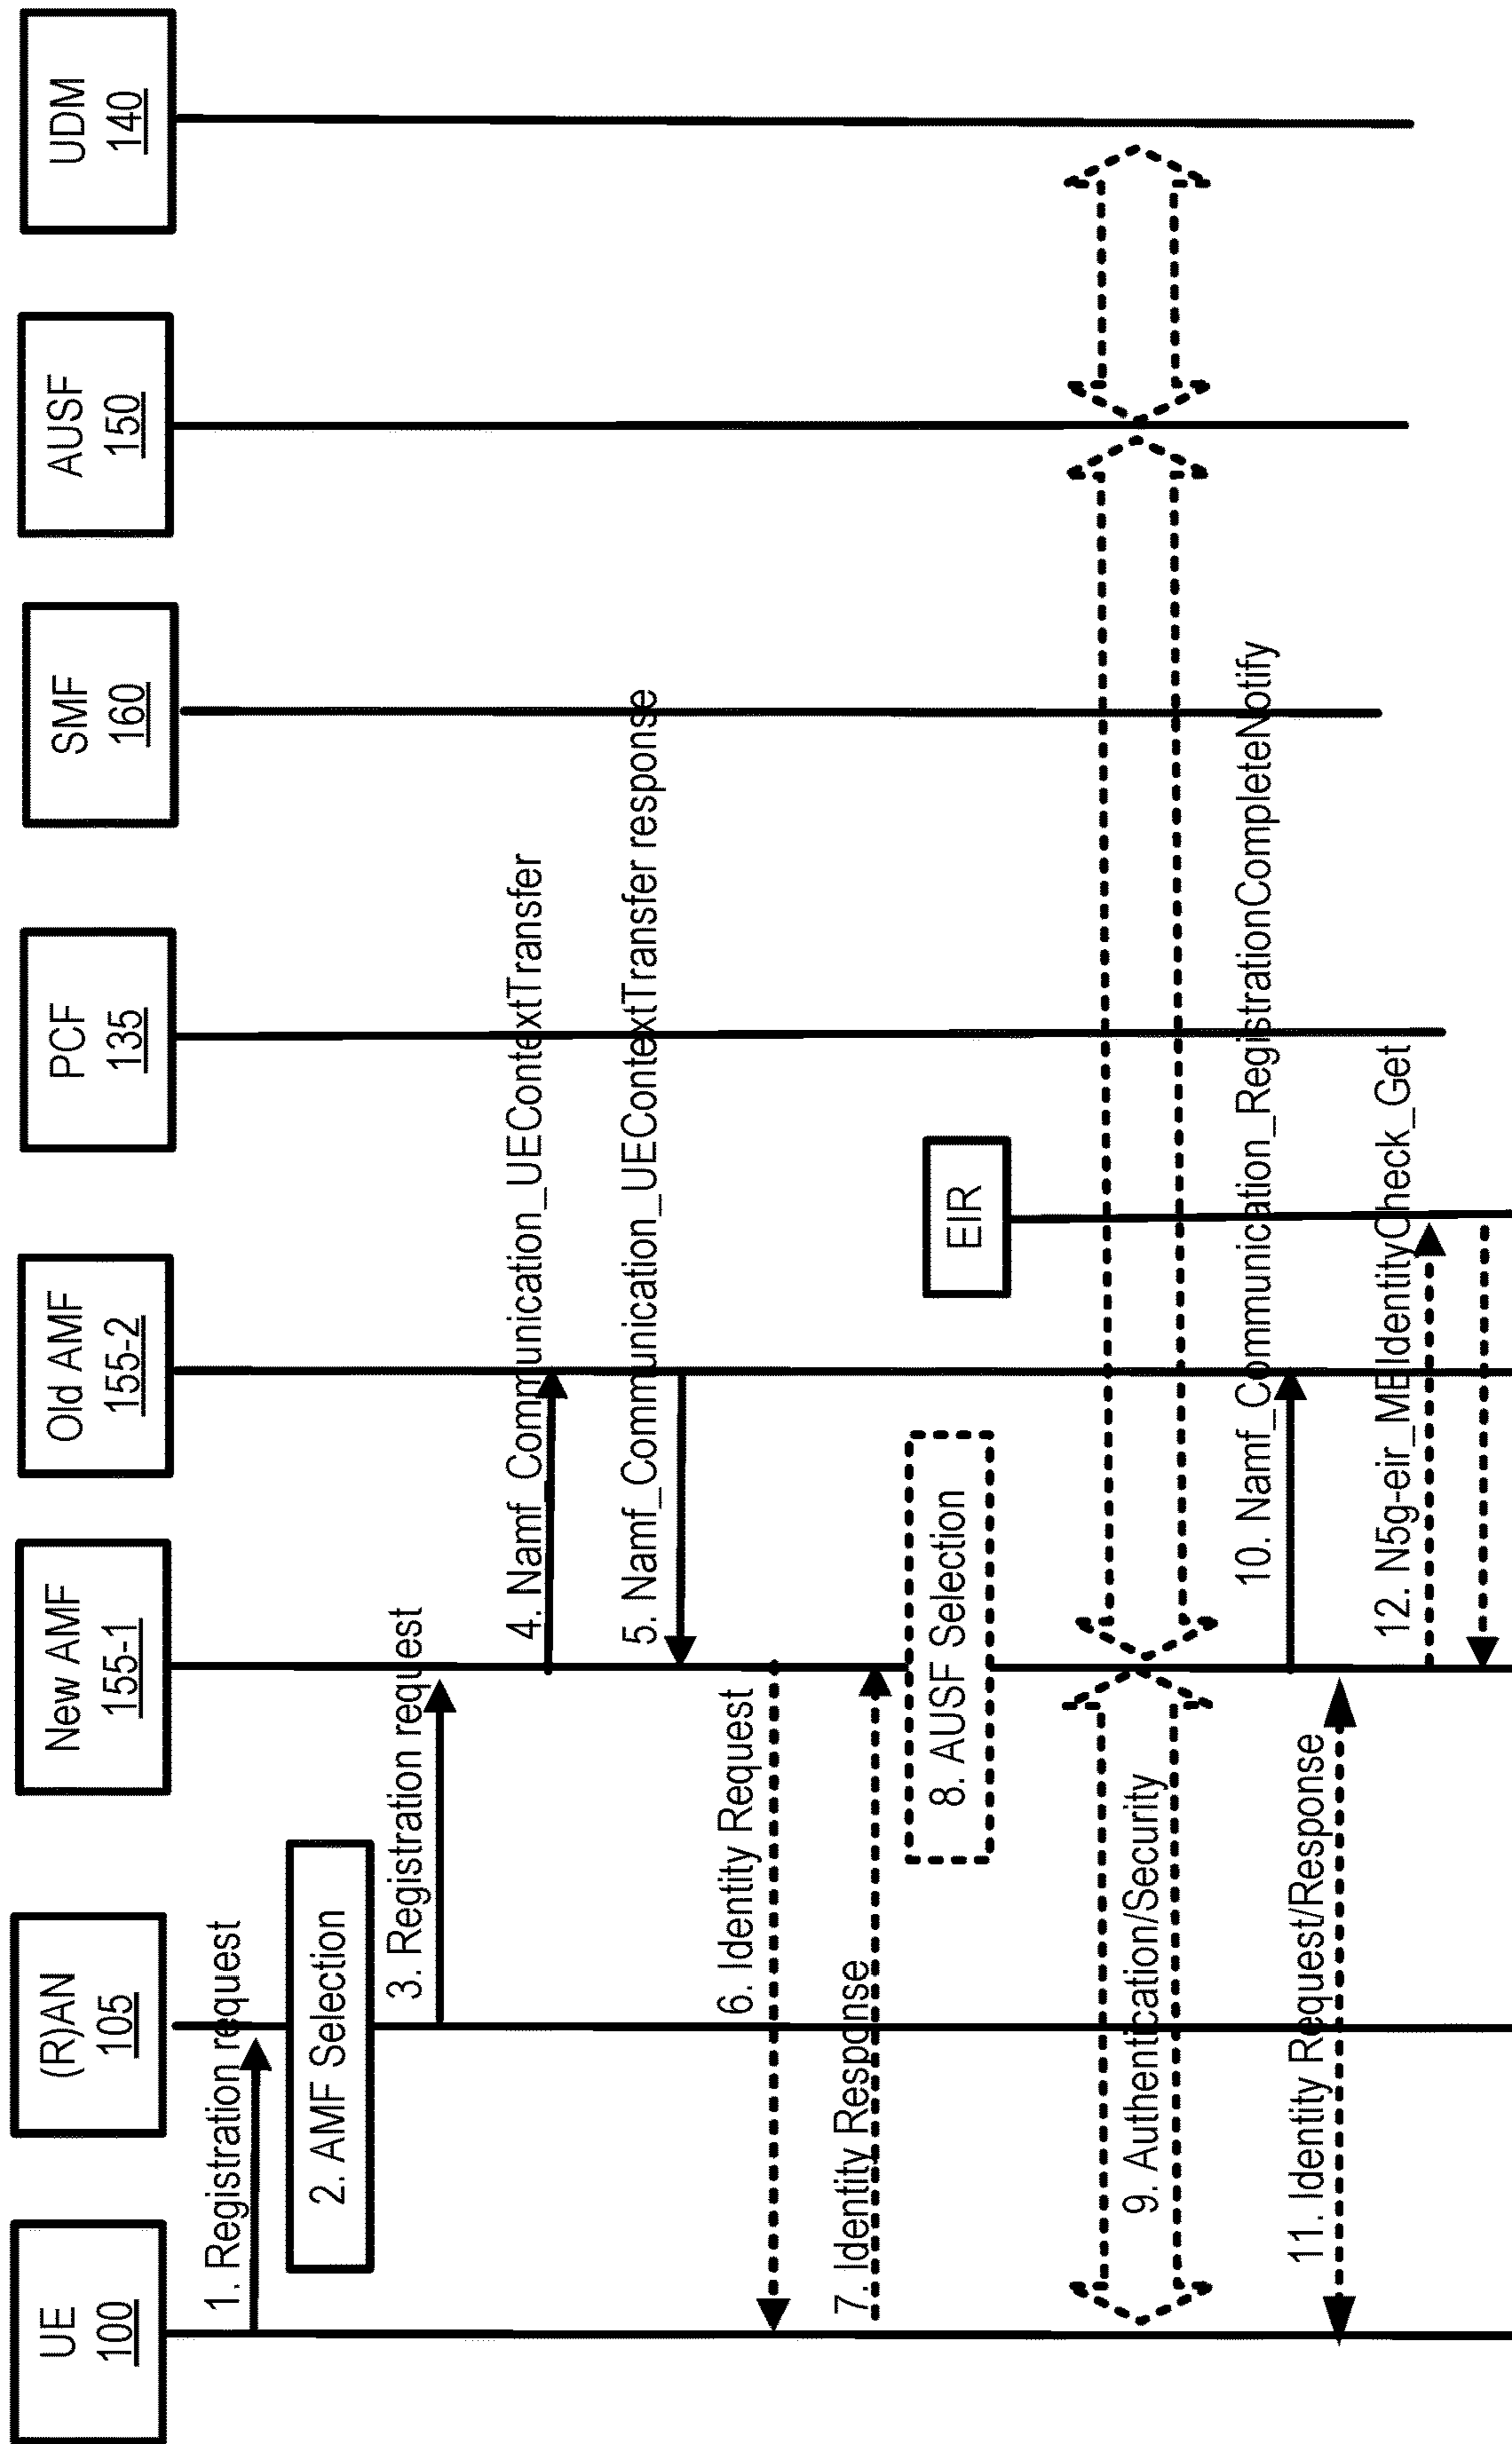 UE
100
(R)AN
105
New AMF
155-1
Old AMF
155-2
PCF
135
SMF
160
AUSF
150
UDM
140
1. Registration request
2. AMF Selection
3. Registration request
4. Namf_Communication_UEContextTransfer
5. Namf_Communication_UEContextTransfer response
6. Identity Request
7. Identity Response
8. AUSF Selection
EIR
9. Authentication/Security
10. Namf_Communication_RegistrationCompleteNotify
11. Identity Request/Response
12. N5g-eir_MEIdentityCheck_Get